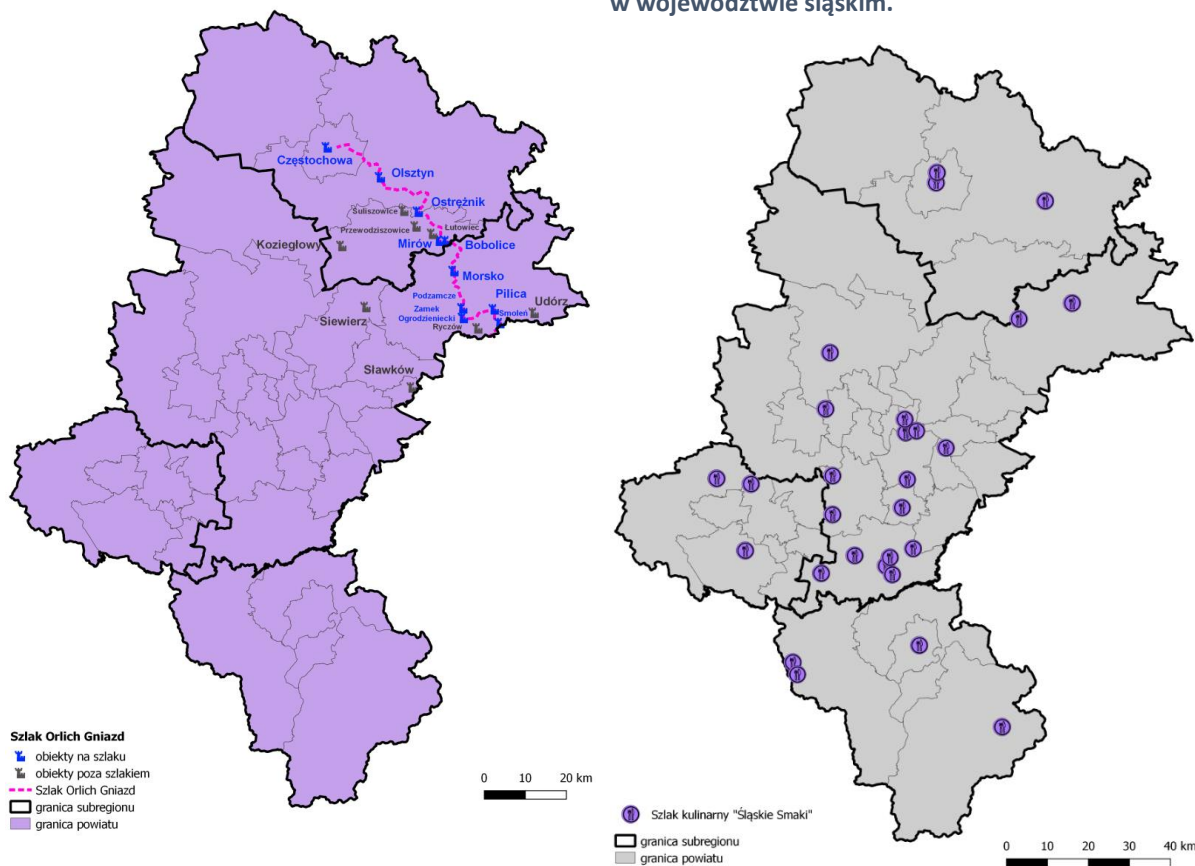 w województwie śląskim.
Częstochowa
Olsztyn
Ostrężnik
Suliszowice
Przewodziszowice
Lutowiec
Koziegłowy
Mirów
Bobolice
Morsko
Podzamcze
Pilica
Udórz
Zamek
Ogrodzieniecki
Smoleń
Siewierz
Ryczów
Sławków
Szlak Orlich Gniazd
obiekty na szlaku
obiekty poza szlakiem
Szlak Orlich Gniazd
granica subregionu
granica powiatu
0 10 20 km
Szlak kulinarny "Śląskie Smaki"
granica subregionu
granica powiatu
0 10 20 30 40 km